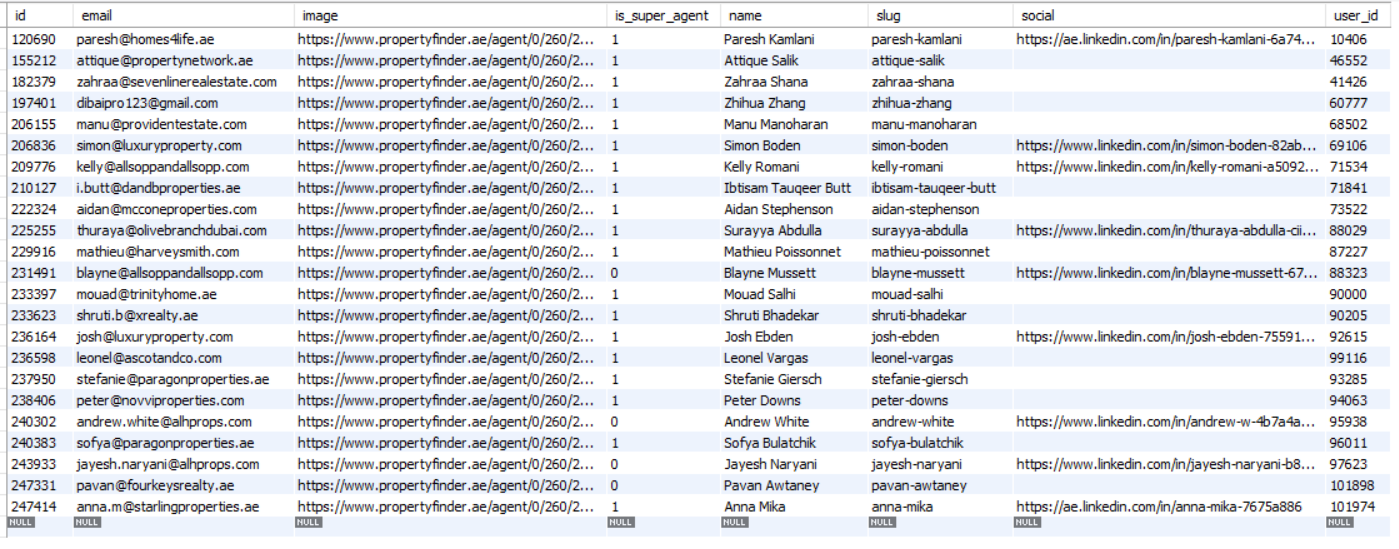 id email image is_super_agent name slug social user_id
120690 paresh@homes4life.ae https://www.propertyfinder.ae/agent/0/260/2... 1 Paresh Kamlani paresh-kamlani https://ae.linkedin.com/in/paresh-kamlani-6a74... 10406
155212 attique@propertynetwork.ae https://www.propertyfinder.ae/agent/0/260/2... 1 Attique Salik attique-salik 46552
182379 zahraa@sevenlinerealestate.com https://www.propertyfinder.ae/agent/0/260/2... 1 Zahraa Shana zahraa-shana 41426
197401 dibaipro123@gmail.com https://www.propertyfinder.ae/agent/0/260/2... 1 Zhihua Zhang zhihua-zhang 60777
206155 manu@providentestate.com https://www.propertyfinder.ae/agent/0/260/2... 1 Manu Manoharan manu-manoharan 68502
206836 simon@luxuryproperty.com https://www.propertyfinder.ae/agent/0/260/2... 1 Simon Boden simon-boden https://www.linkedin.com/in/simon-boden-82ab... 69106
209776 kelly@allsoppandallsopp.com https://www.propertyfinder.ae/agent/0/260/2... 1 Kelly Romani kelly-romani https://www.linkedin.com/in/kelly-romani-a5092... 71534
210127 i.butt@dandbproperties.ae https://www.propertyfinder.ae/agent/0/260/2... 1 Ibtisam Tauqeer Butt ibtisam-tauqeer-butt 71841
222324 aidan@mcconeproperties.com https://www.propertyfinder.ae/agent/0/260/2... 1 Aidan Stephenson aidan-stephenson 73522
225255 thuraya@olivebranchdubai.com https://www.propertyfinder.ae/agent/0/260/2... 1 Surayya Abdulla surayya-abdulla https://www.linkedin.com/in/thuraya-abdulla-cii... 88029
229916 mathieu@harveysmith.com https://www.propertyfinder.ae/agent/0/260/2... 1 Mathieu Poissonnet mathieu-poissonnet 87227
231491 blayne@allsoppandallsopp.com https://www.propertyfinder.ae/agent/0/260/2... 0 Blayne Mussett blayne-mussett https://www.linkedin.com/in/blayne-mussett-67... 88323
233397 mouad@trinityhome.ae https://www.propertyfinder.ae/agent/0/260/2... 1 Mouad Salhi mouad-salhi 90000
233623 shruti.b@xrealty.ae https://www.propertyfinder.ae/agent/0/260/2... 1 Shruti Bhadekar shruti-bhadekar 90205
236164 josh@luxuryproperty.com https://www.propertyfinder.ae/agent/0/260/2... 1 Josh Ebden josh-ebden https://www.linkedin.com/in/josh-ebden-75591... 92615
236598 leonel@ascotandco.com https://www.propertyfinder.ae/agent/0/260/2... 1 Leonel Vargas leonel-vargas 99116
237950 stefanie@paragonproperties.ae https://www.propertyfinder.ae/agent/0/260/2... 1 Stefanie Giersch stefanie-giersch 93285
238406 peter@novviproperties.com https://www.propertyfinder.ae/agent/0/260/2... 1 Peter Downs peter-downs 94063
240302 andrew.white@alhprops.com https://www.propertyfinder.ae/agent/0/260/2... 0 Andrew White andrew-white https://www.linkedin.com/in/andrew-w-4b7a4a... 95938
240383 sofya@paragonproperties.ae https://www.propertyfinder.ae/agent/0/260/2... 1 Sofya Bulatchik sofya-bulatchik 96011
243933 jayesh.naryani@alhprops.com https://www.propertyfinder.ae/agent/0/260/2... 0 Jayesh Naryani jayesh-naryani https://www.linkedin.com/in/jayesh-naryani-b8... 97623
247331 pavan@fourkeysrealty.ae https://www.propertyfinder.ae/agent/0/260/2... 0 Pavan Awtaney pavan-awtaney 101898
247414 anna.m@starlingproperties.ae https://www.propertyfinder.ae/agent/0/260/2... 1 Anna Mika anna-mika https://ae.linkedin.com/in/anna-mika-7675a886 101974
NULL NULL NULL NULL NULL NULL NULL NULL